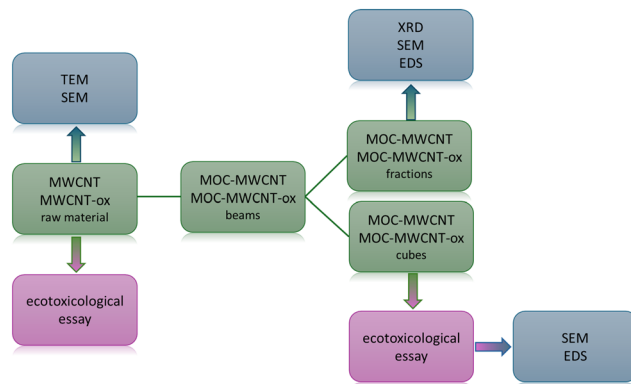 XRD
SEM
EDS
TEM
SEM
MWCNT
MWCNT-ox
raw material
MOC-MWCNT
MOC-MWCNT-ox
beams
MOC-MWCNT
MOC-MWCNT-ox
fractions
MOC-MWCNT
MOC-MWCNT-ox
cubes
ecotoxicological
essay
ecotoxicological
essay
SEM
EDS